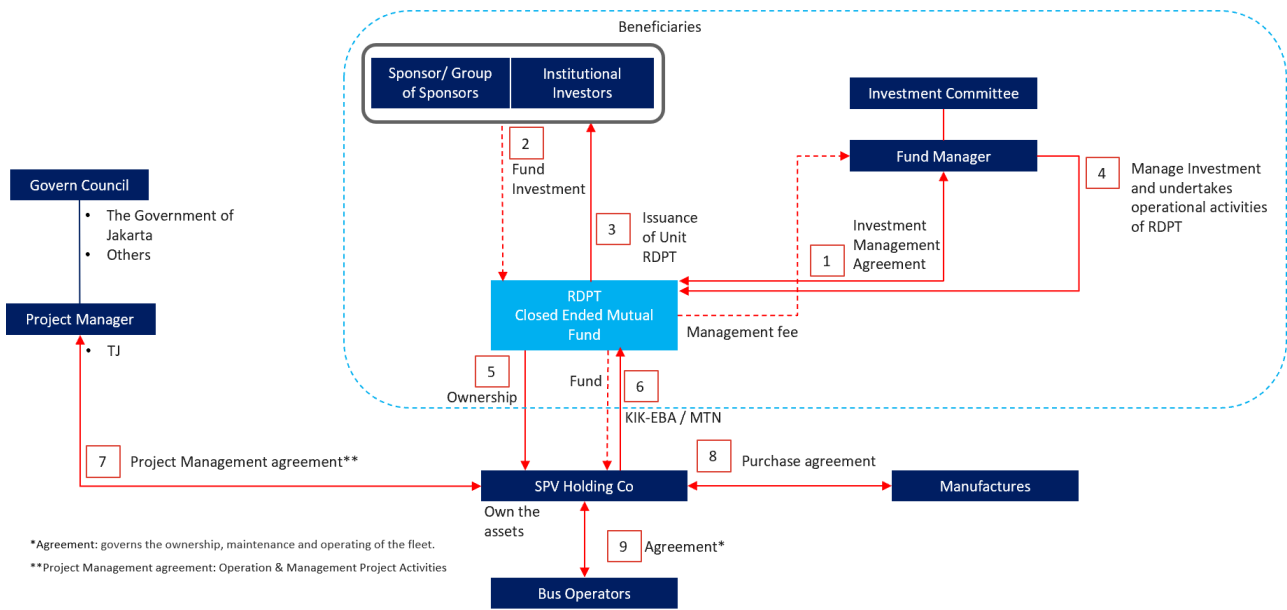 Beneficiaries
Sponsor/ Group
of Sponsors
Institutional
Investors
Investment Committee
2
Fund
Investment
Fund Manager
4
Manage Investment
and undertakes
operational activities
of RDPT
Govern Council
• The Government of
Jakarta
• Others
3
Issuance
of Unit
RDPT
1
Investment
Management
Agreement
RDPT
Closed Ended Mutual
Fund
Management fee
Project Manager
• TJ
5
Ownership
Fund
6
KIK-EBA / MTN
7
Project Management agreement**
8
Purchase agreement
SPV Holding Co
Manufactures
Own the
assets
9
Agreement*
*Agreement: governs the ownership, maintenance and operating of the fleet.
**Project Management agreement: Operation & Management Project Activities
Bus Operators